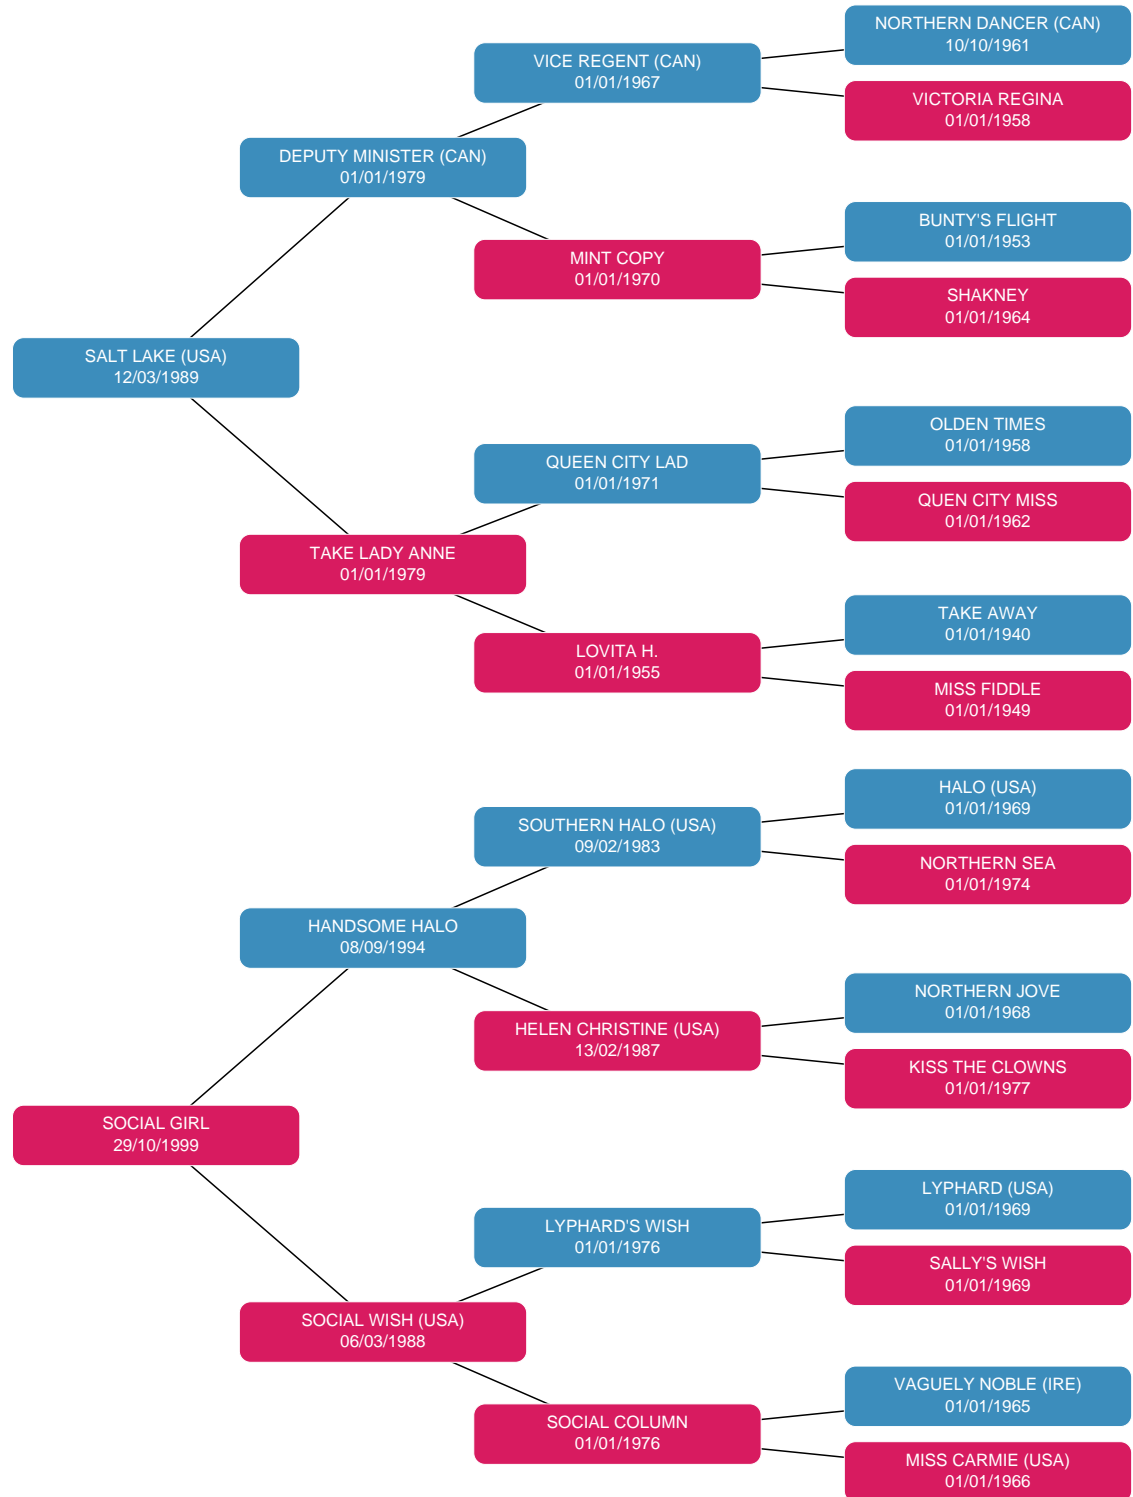 NORTHERN DANCER (CAN)
10/10/1961
VICE REGENT (CAN)
01/01/1967
VICTORIA REGINA
01/01/1958
DEPUTY MINISTER (CAN)
01/01/1979
BUNTY'S FLIGHT
01/01/1953
MINT COPY
01/01/1970
SHAKNEY
01/01/1964
SALT LAKE (USA)
12/03/1989
OLDEN TIMES
01/01/1958
QUEEN CITY LAD
01/01/1971
QUEN CITY MISS
01/01/1962
TAKE LADY ANNE
01/01/1979
TAKE AWAY
01/01/1940
LOVITA H.
01/01/1955
MISS FIDDLE
01/01/1949
HALO (USA)
01/01/1969
SOUTHERN HALO (USA)
09/02/1983
NORTHERN SEA
01/01/1974
HANDSOME HALO
08/09/1994
NORTHERN JOVE
01/01/1968
HELEN CHRISTINE (USA)
13/02/1987
KISS THE CLOWNS
01/01/1977
SOCIAL GIRL
29/10/1999
LYPHARD (USA)
01/01/1969
LYPHARD'S WISH
01/01/1976
SALLY'S WISH
01/01/1969
SOCIAL WISH (USA)
06/03/1988
VAGUELY NOBLE (IRE)
01/01/1965
SOCIAL COLUMN
01/01/1976
MISS CARMIE (USA)
01/01/1966